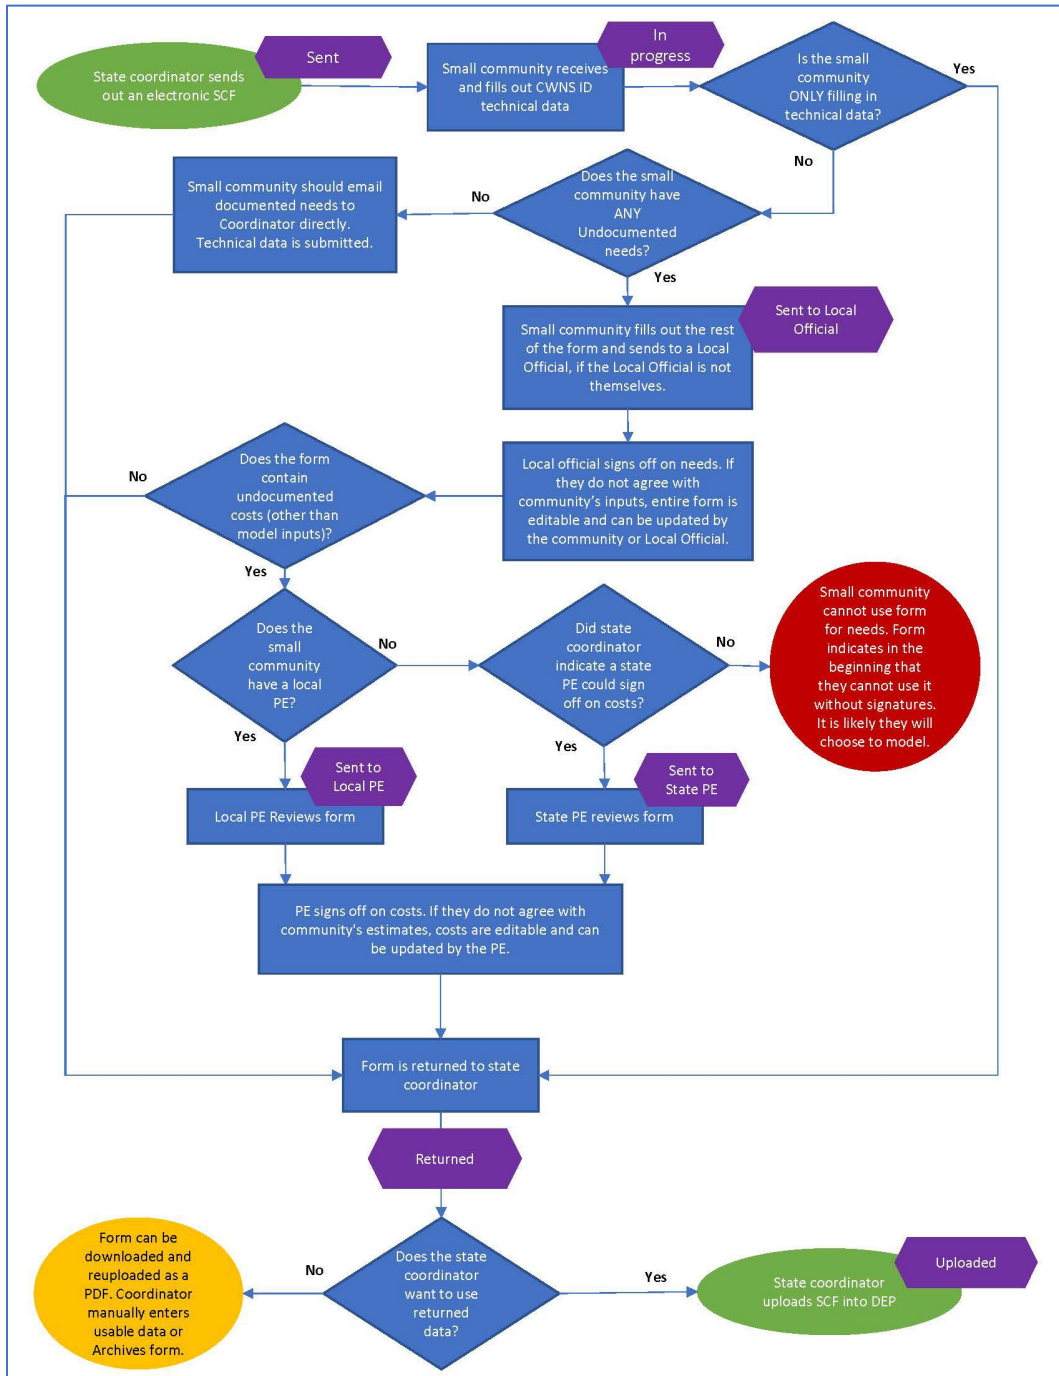 State coordinator sends
out an electronic SCF
Sent
Small community receives
and fills out CWNS ID
technical data
In
progress
Is the small
community
ONLY filling in
technical data?
Yes
No
Does the small
community have
ANY
Undocumented
needs?
No
Small community should email
documented needs to
Coordinator directly.
Technical data is submitted.
Yes
Small community fills out the rest
of the form and sends to a Local
Official, if the Local Official is not
themselves.
Sent to Local
Official
Local official signs off on needs. If
they do not agree with
community's inputs, entire form is
editable and can be updated by
the community or Local Official.
Does the form
contain
undocumented
costs (other than
model inputs)?
No
Yes
Does the
small
community
have a local
PE?
No
Did state
coordinator
indicate a state
PE could sign
off on costs?
No
Small community
cannot use form
for needs. Form
indicates in the
beginning that
they cannot use it
without signatures.
It is likely they will
choose to model.
Yes
Sent to
Local PE
Local PE Reviews form
Yes
Sent to
State PE
State PE reviews form
PE signs off on costs. If they do not agree with
community's estimates, costs are editable and can
be updated by the PE.
Form is returned to state
coordinator
Returned
Does the state
coordinator
want to use
returned
data?
No
Form can be
downloaded and
reuploaded as a
PDF. Coordinator
manually enters
usable data or
Archives form.
Yes
State coordinator
uploads SCF into DEP
Uploaded